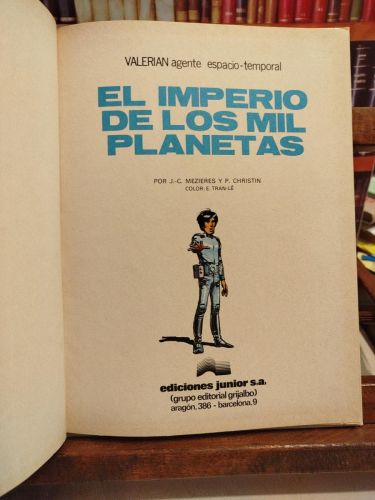 VALERIAN agente espacio-temporal
EL IMPERIO
DE LOS MIL
PLANETAS
POR J.-C. MEZIERES Y P. CHRISTIN
COLOR: E. TRAN-LÊ
ediciones junior s.a.
(grupo editorial grijalbo)
aragón, 386 - barcelona, 9